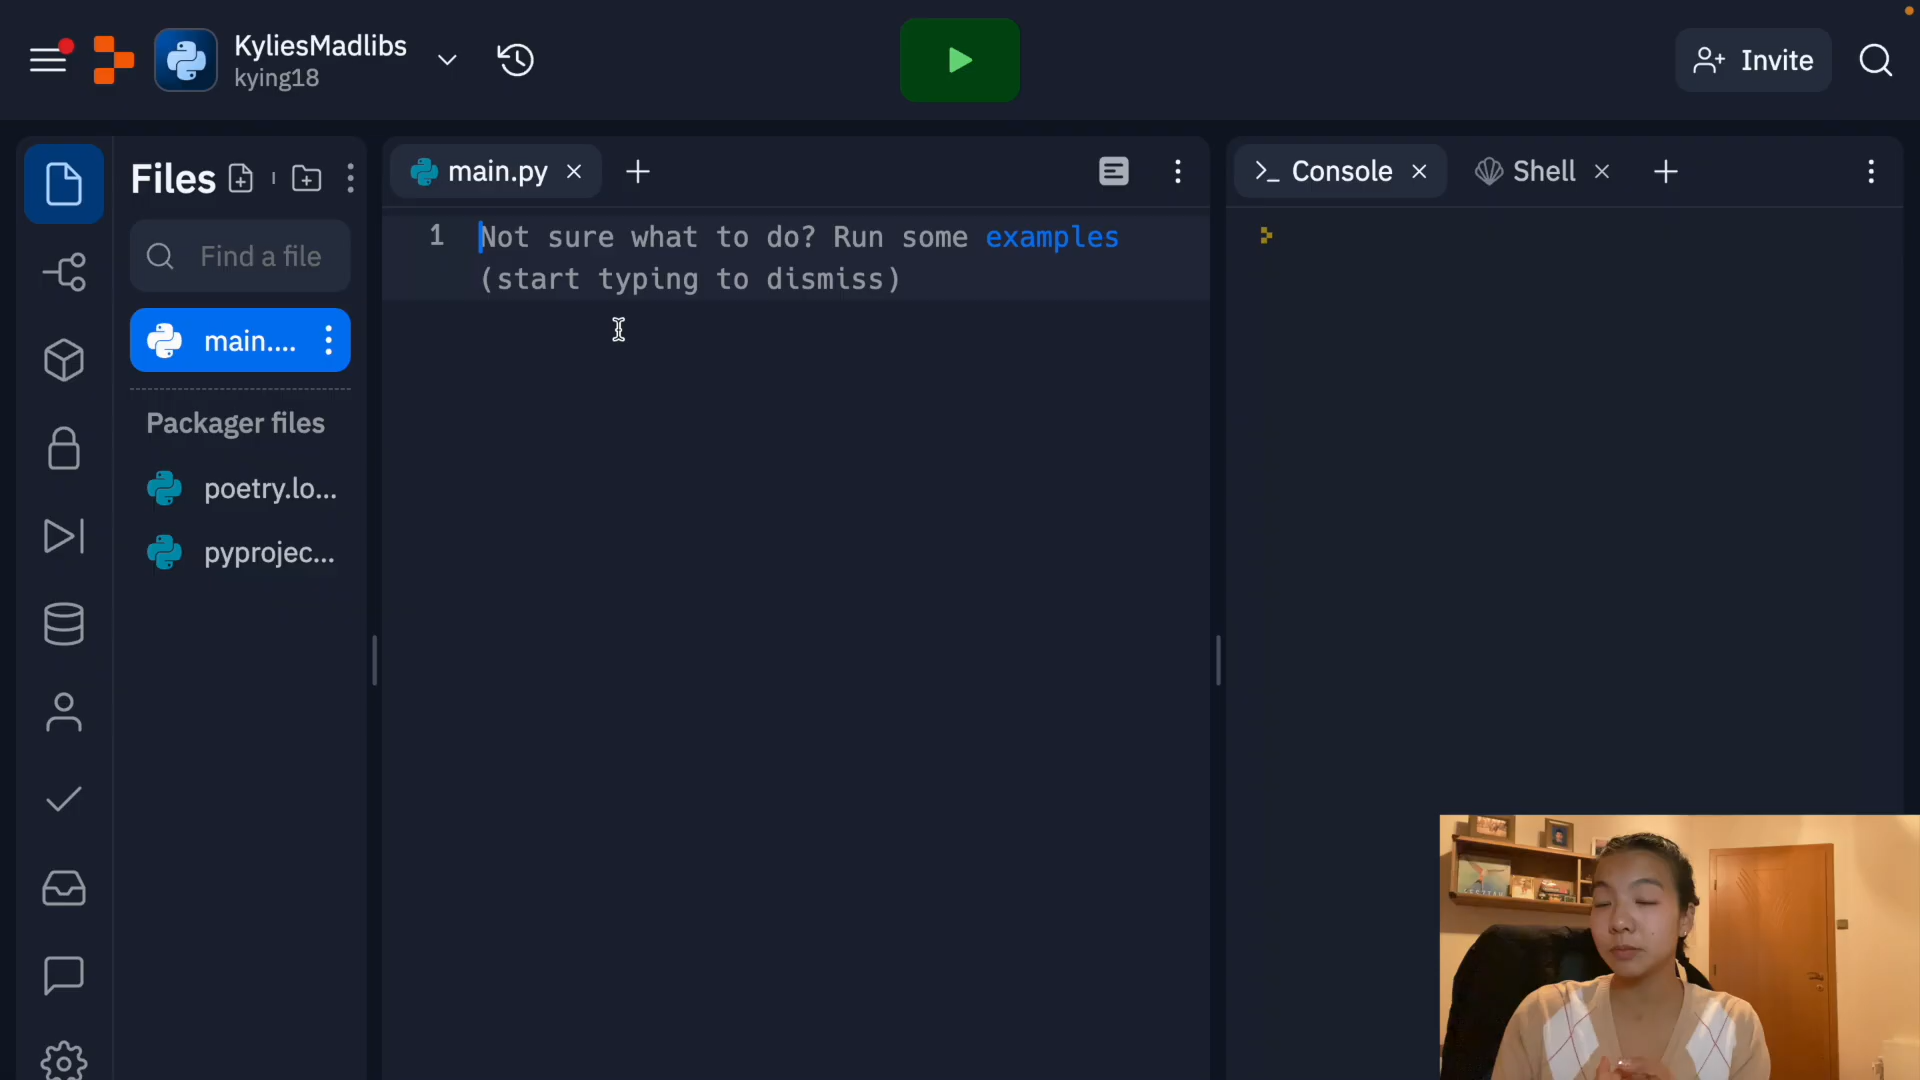 KyliesMadlibs
kying18
Invite
Files
Find a file
main....
Packager files
poetry.lo...
pyprojec...
main.py
1
Not sure what to do? Run some examples
(start typing to dismiss)
Console
Shell